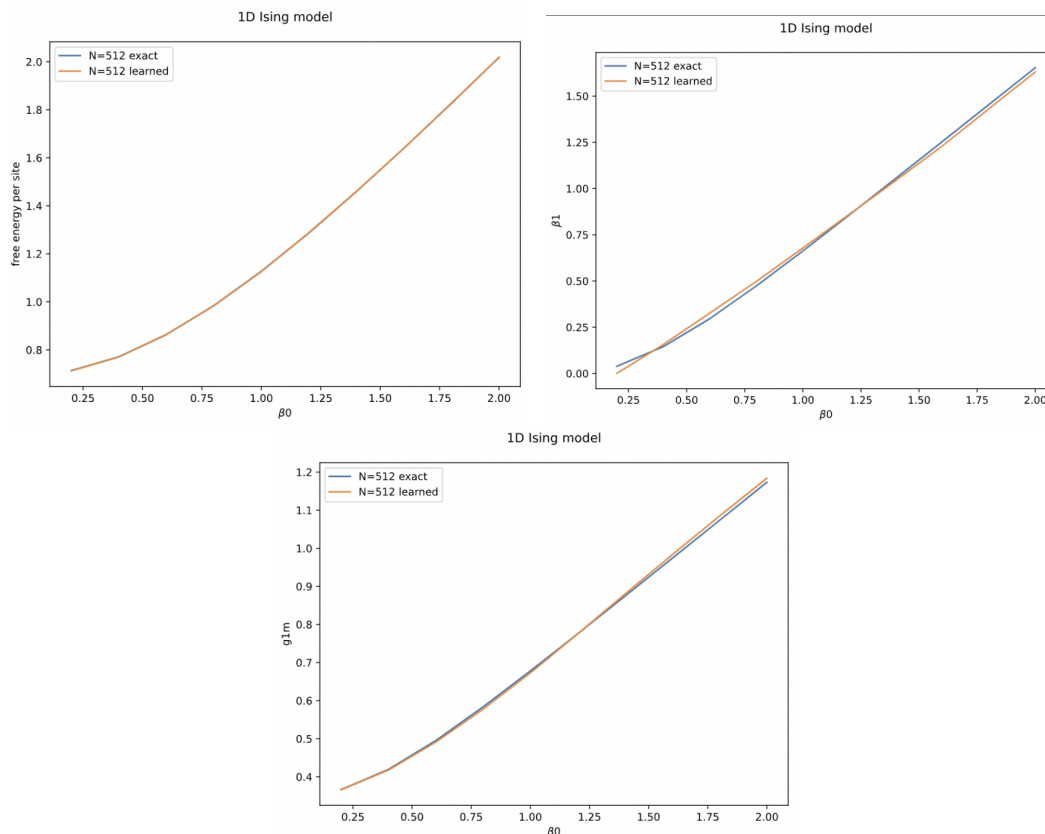 1D Ising model
N=512 exact
N=512 learned
free energy per site
2.0
1.8
1.6
1.4
1.2
1.0
0.8
0.25 0.50 0.75 1.00 1.25 1.50 1.75 2.00
β0
1D Ising model
N=512 exact
N=512 learned
β1
1.50
1.25
1.00
0.75
0.50
0.25
0.00
0.25 0.50 0.75 1.00 1.25 1.50 1.75 2.00
β0
1D Ising model
N=512 exact
N=512 learned
g1m
1.2
1.1
1.0
0.9
0.8
0.7
0.6
0.5
0.4
0.25 0.50 0.75 1.00 1.25 1.50 1.75 2.00
β0